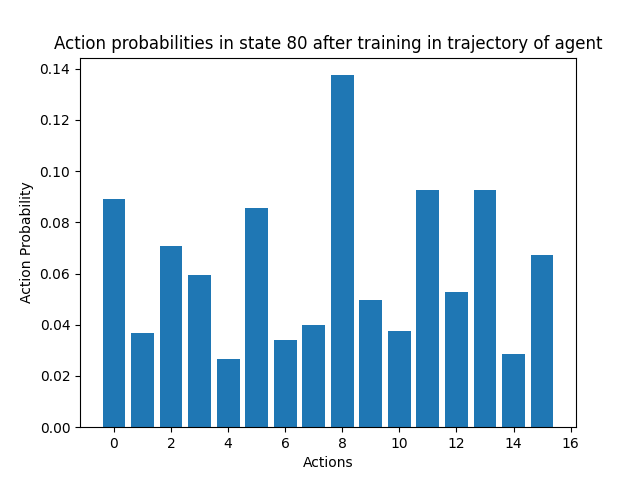 Action probabilities in state 80 after training in trajectory of agent
0.14
0.12
0.10
0.08
0.06
0.04
0.02
0.00
Action Probability
0 2 4 6 8 10 12 14 16
Actions